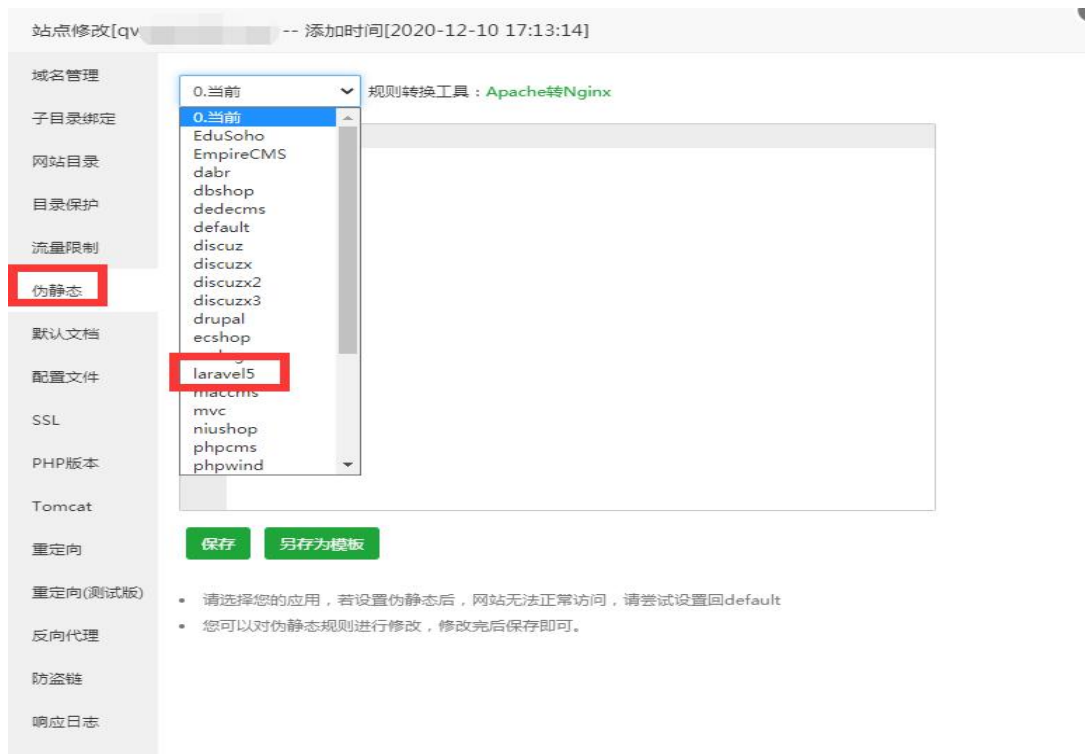 站点修改[qv -- 添加时间[2020-12-10 17:13:14]
域名管理
子目录绑定
网站目录
目录保护
流量限制
伪静态
默认文档
配置文件
SSL
PHP版本
Tomcat
重定向
重定向(测试版)
反向代理
防盗链
响应日志
0.当前
规则转换工具：Apache转Nginx
0.当前
EduSoho
EmpireCMS
dabr
dbshop
dedecms
default
discuz
discuzx
discuzx2
discuzx3
drupal
ecshop
laravel5
maccms
mvc
niushop
phpcms
phpwind
保存
另存为模板
请选择您的应用，若设置伪静态后，网站无法正常访问，请尝试设置回default
您可以对伪静态规则进行修改，修改完后保存即可。